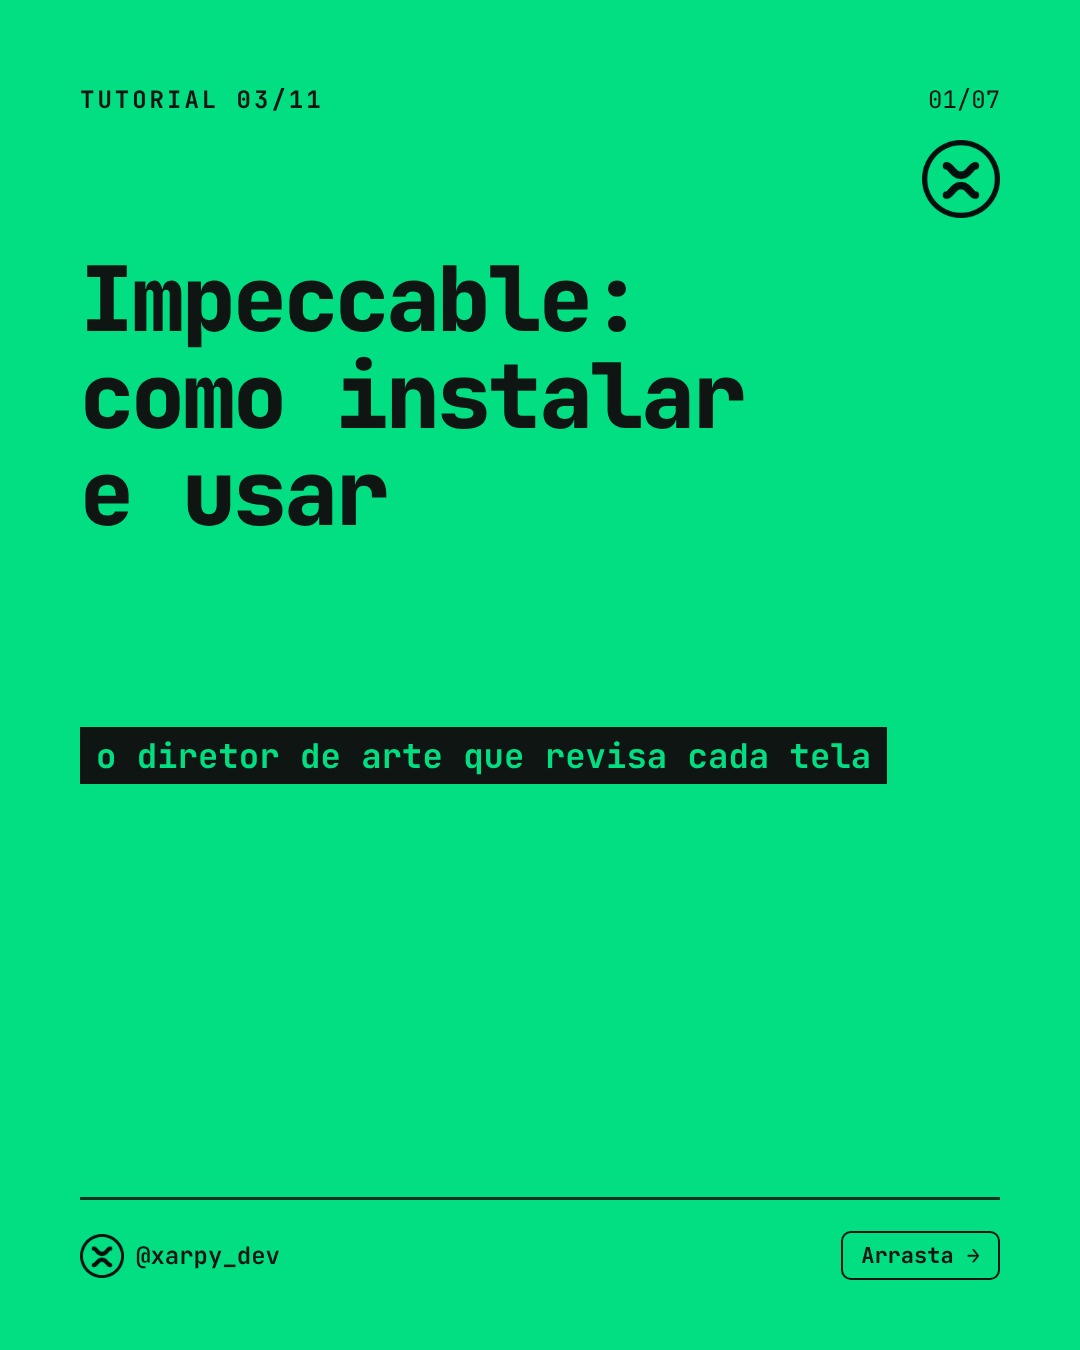 TUTORIAL 03/11
01/07
Impeccable:
como instalar
e usar
o diretor de arte que revisa cada tela
@xarpy_dev
Arrasta →